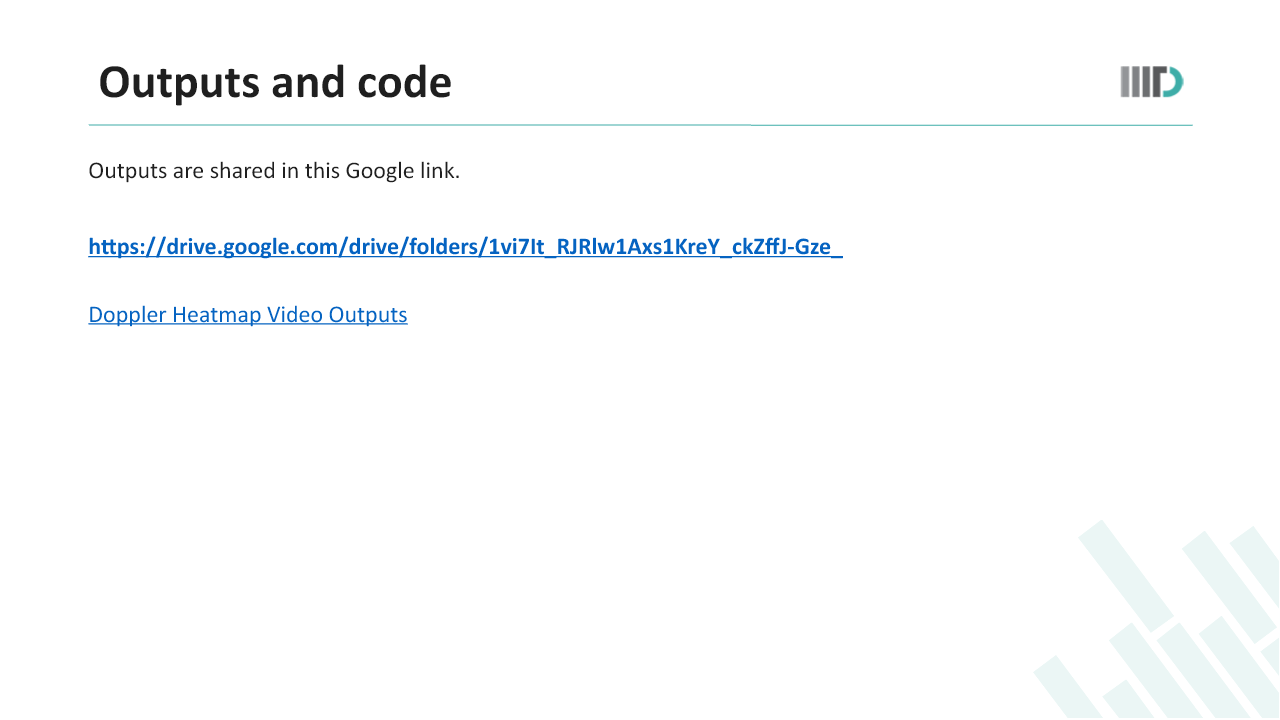 Outputs and code
IIITD
Outputs are shared in this Google link.
https://drive.google.com/drive/folders/1vi7It_RJRlw1Axs1KreY_ckZffJ-Gze_
Doppler Heatmap Video Outputs